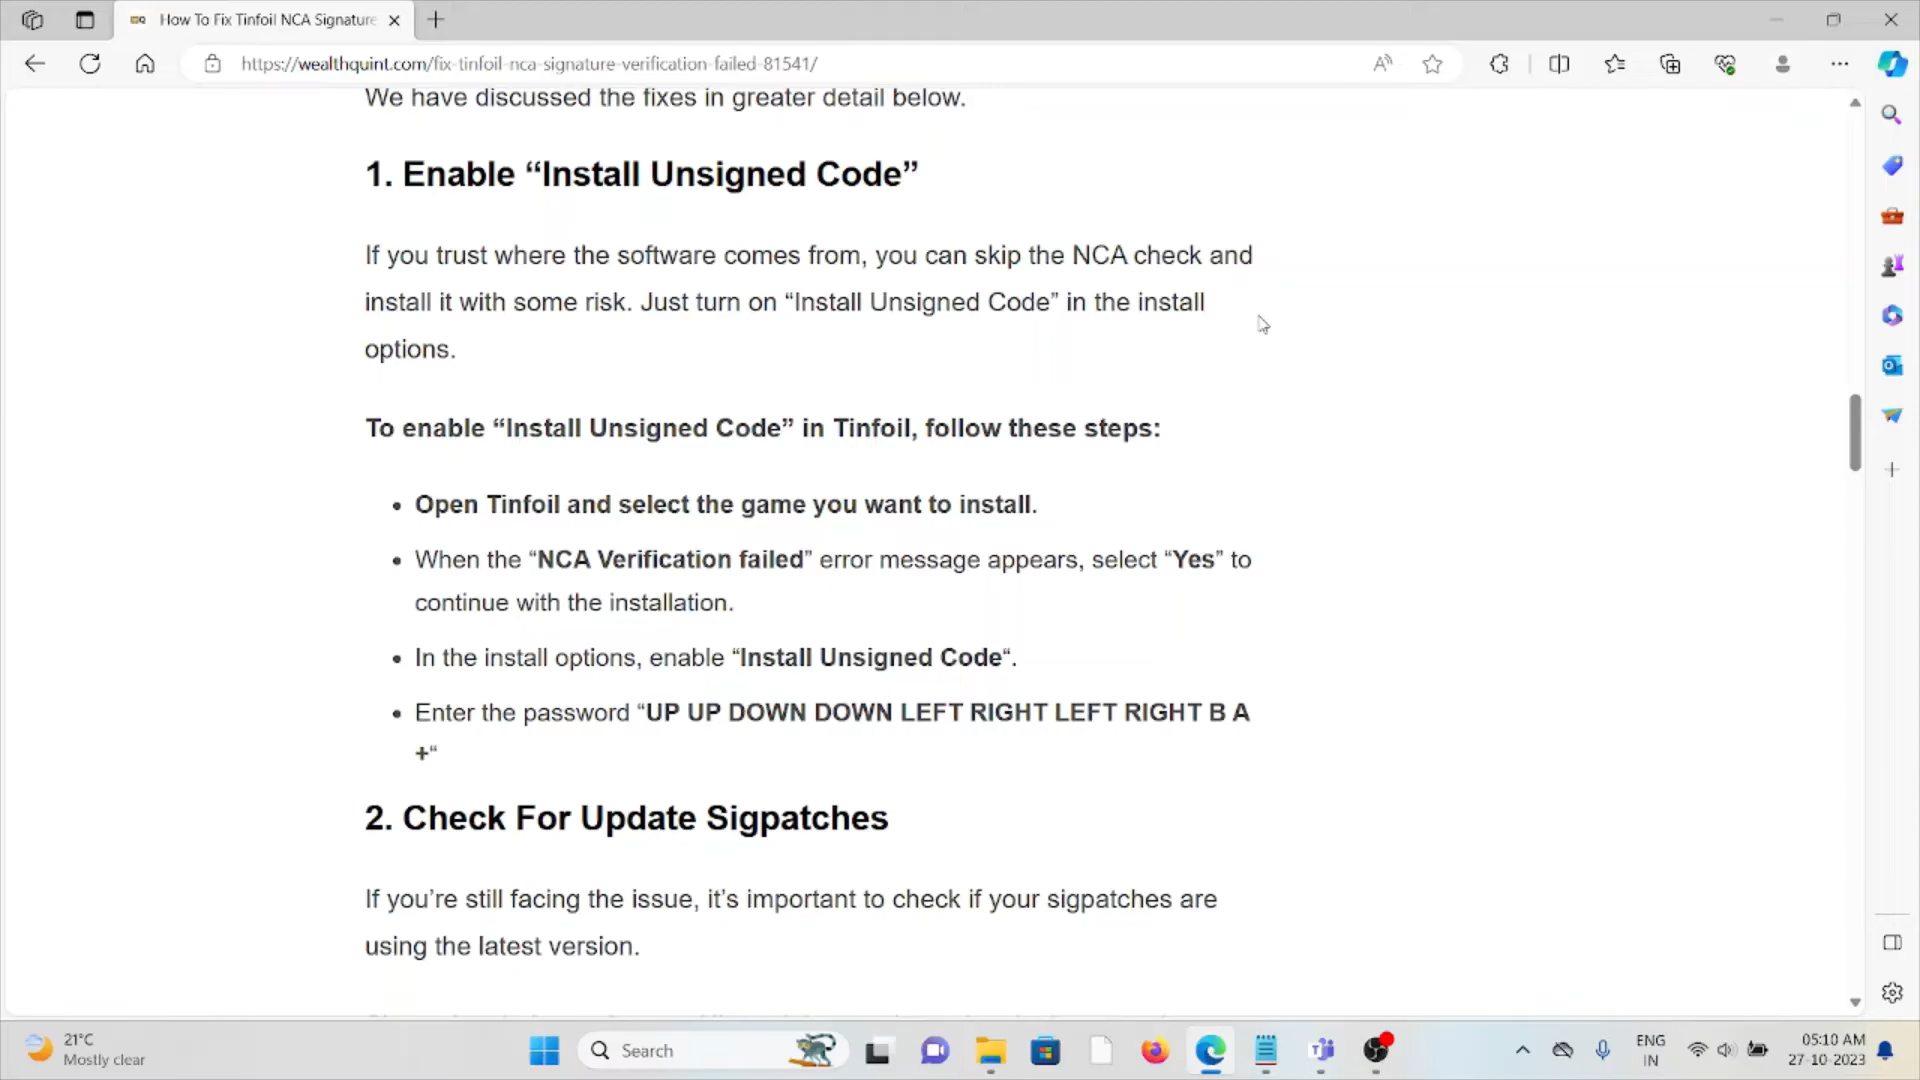 How To Fix Tinfoil NCA Signature
https://wealthquint.com/fix-tinfoil-nca-signature-verification-failed-81541/
We have discussed the fixes in greater detail below.
1. Enable “Install Unsigned Code”
If you trust where the software comes from, you can skip the NCA check and
install it with some risk. Just turn on “Install Unsigned Code” in the install
options.
To enable “Install Unsigned Code” in Tinfoil, follow these steps:
• Open Tinfoil and select the game you want to install.
• When the “NCA Verification failed” error message appears, select “Yes” to
continue with the installation.
• In the install options, enable “Install Unsigned Code“.
• Enter the password “UP UP DOWN DOWN LEFT RIGHT LEFT RIGHT B A
+“
2. Check For Update Sigpatches
If you’re still facing the issue, it’s important to check if your sigpatches are
using the latest version.
21°C
Mostly clear
Search
ENG
IN
05:10 AM
27-10-2023